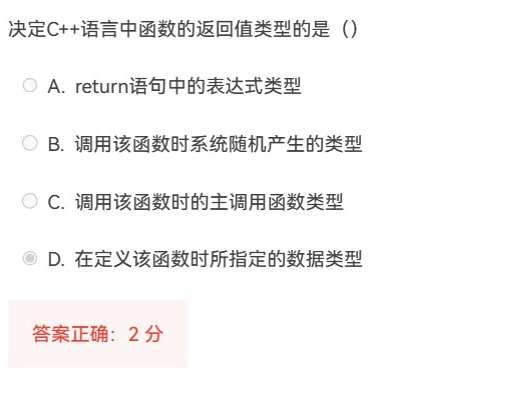 决定C++语言中函数的返回值类型的是（）
A. return语句中的表达式类型
B. 调用该函数时系统随机产生的类型
C. 调用该函数时的主调用函数类型
D. 在定义该函数时所指定的数据类型
答案正确：2 分